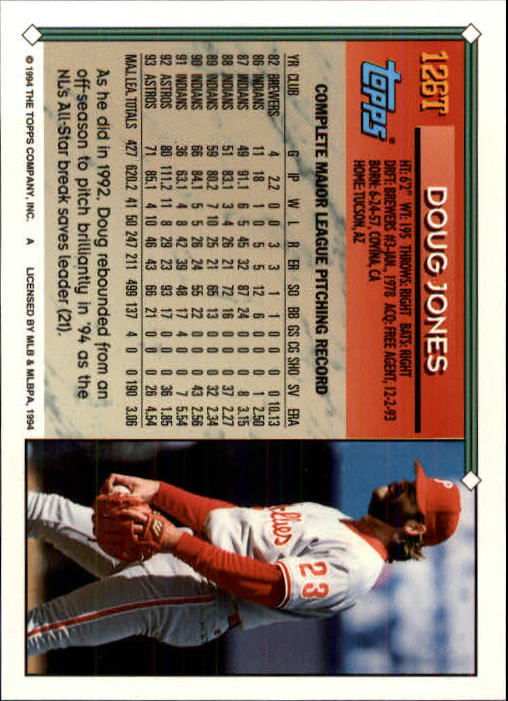 126T
DOUG JONES
TOPPS®
HT: 6'2" WT: 195 THROWS: RIGHT BATS: RIGHT
DRFT: BREWERS #3-JAN., 1978 ACQ: FREE AGENT, 12-2-93
BORN: 6-24-57, COVINA, CA
HOME: TUCSON, AZ
COMPLETE MAJOR LEAGUE PITCHING RECORD
YR CLUB G IP W L R ER SO BB GS CG SHO SV ERA
82 BREWERS 4 2.2 0 0 3 3 1 1 0 0 0 0 10.13
86 INDIANS 11 18 1 0 5 5 12 6 0 0 0 1 2.50
87 INDIANS 49 91.1 6 5 45 32 87 24 0 0 0 8 3.15
88 INDIANS 51 83.1 3 4 26 21 72 16 0 0 0 37 2.27
89 INDIANS 59 80.2 7 10 25 21 65 13 0 0 0 32 2.34
90 INDIANS 66 84.1 5 5 26 24 55 22 0 0 0 43 2.56
91 INDIANS 36 63.1 4 8 42 39 48 17 4 0 0 7 5.54
92 ASTROS 80 111.2 11 8 29 23 93 17 0 0 0 36 1.85
93 ASTROS 71 85.1 4 10 46 43 66 21 0 0 0 26 4.54
MAJ.LEA. TOTALS 427 620.2 41 50 247 211 499 137 4 0 0 190 3.06
As he did in 1992, Doug rebounded from an
off-season to pitch brilliantly in '94 as the
NL's All-Star break saves leader (21).
© 1994 THE TOPPS COMPANY, INC. A LICENSED BY MLB & MLBPA, 1994
P
llies
23